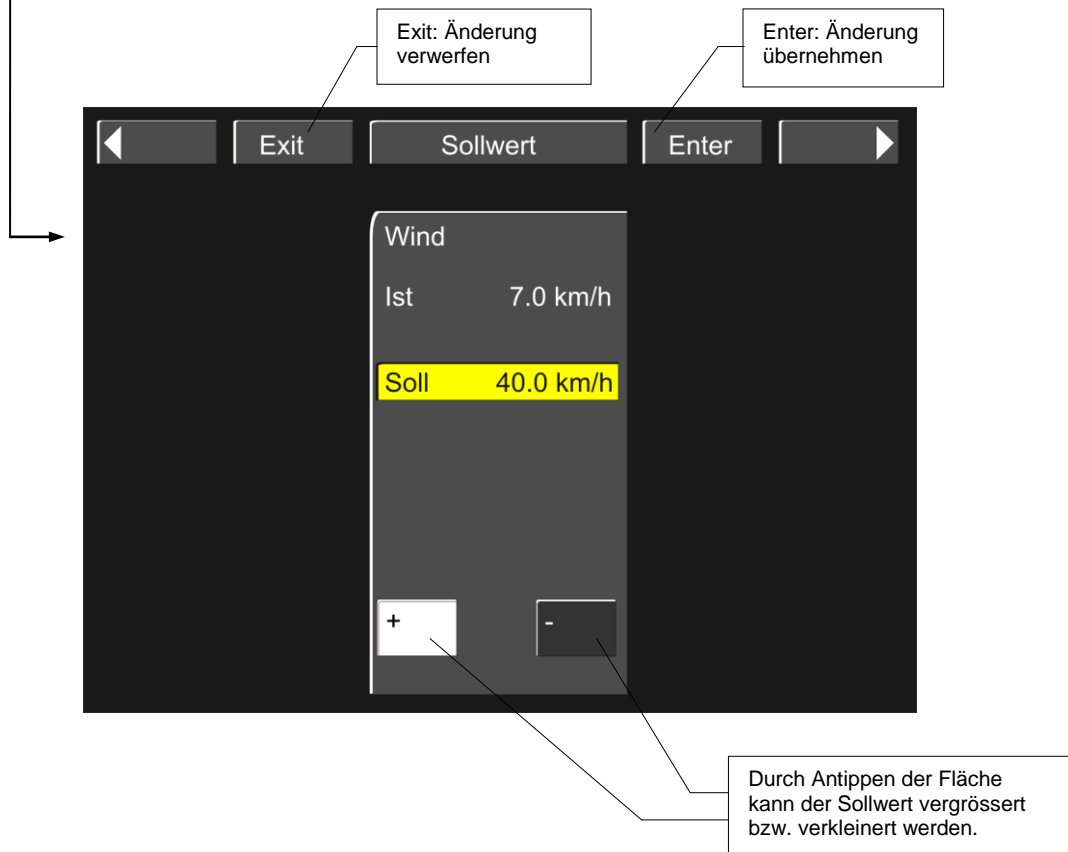 Exit: Änderung
verwerfen
Enter: Änderung
übernehmen
Exit
Sollwert
Enter
Wind
Ist 7.0 km/h
Soll 40.0 km/h
+ -
Durch Antippen der Fläche
kann der Sollwert vergrössert
bzw. verkleinert werden.